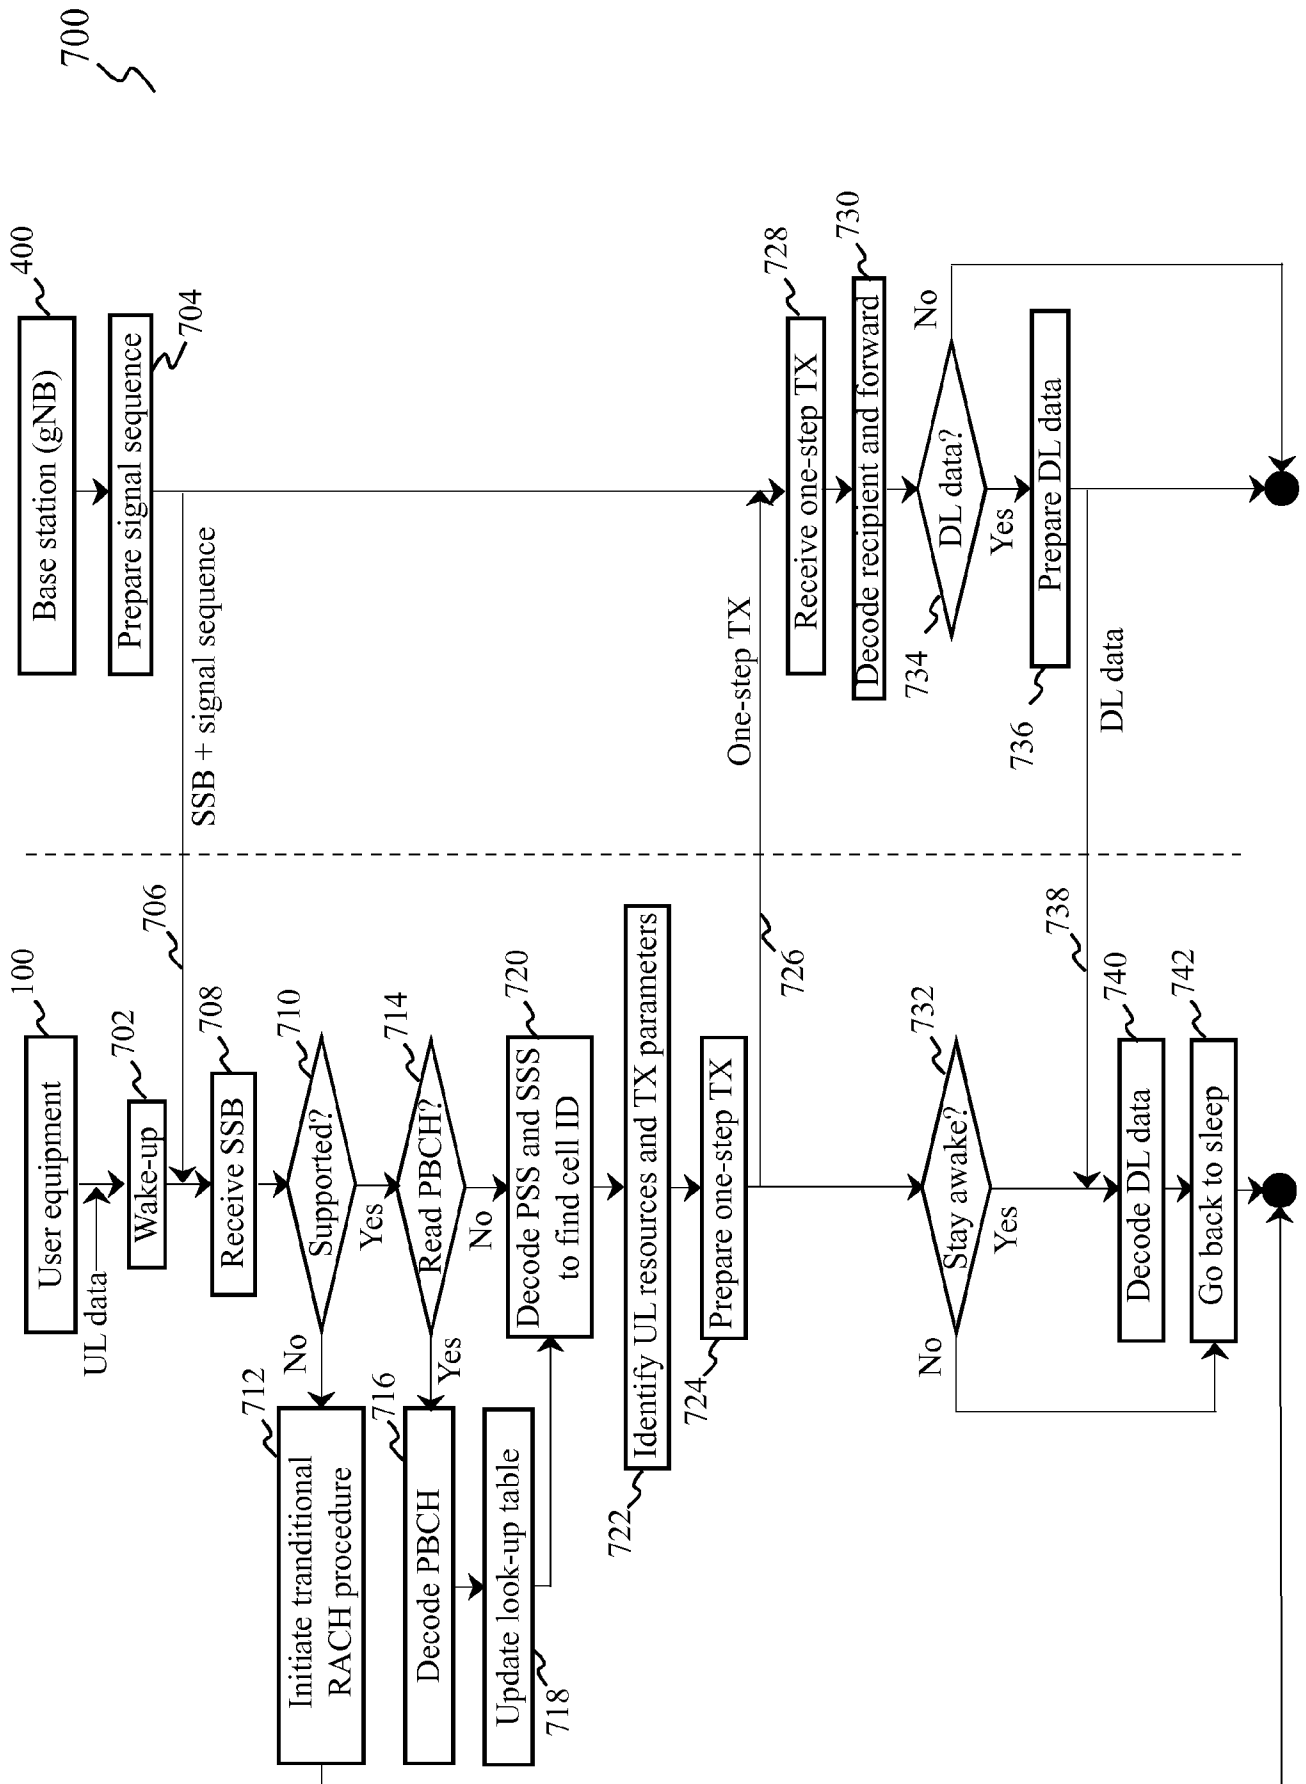 700
User equipment
100
Base station (gNB)
400
UL data
Wake-up
702
Prepare signal sequence
704
706
SSB + signal sequence
Receive SSB
708
Supported?
710
No
Yes
Initiate tranditional
RACH procedure
712
Read PBCH?
714
Yes
No
Decode PBCH
716
Update look-up table
718
Decode PSS and SSS
to find cell ID
720
Identify UL resources and TX parameters
722
Prepare one-step TX
724
One-step TX
726
Receive one-step TX
728
Decode recipient and forward
730
Stay awake?
732
No
Yes
DL data?
734
No
Yes
Prepare DL data
736
DL data
738
Decode DL data
740
Go back to sleep
742